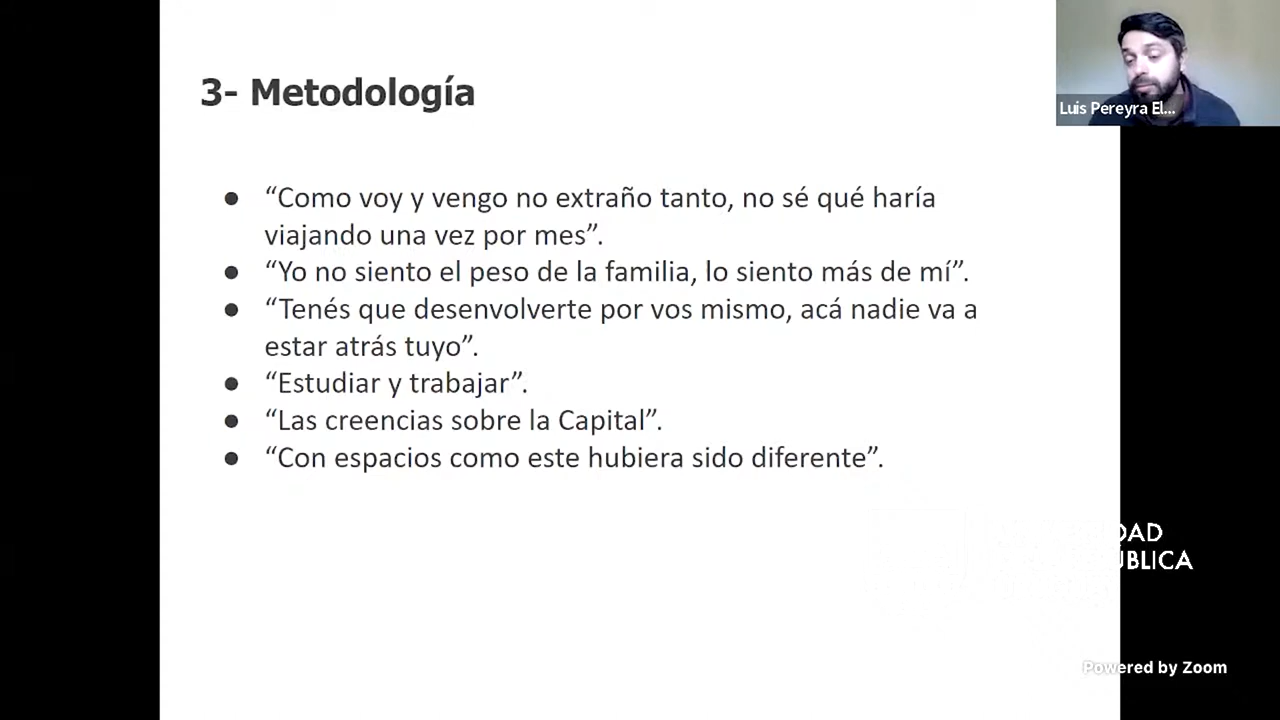 3- Metodología
Luis Pereyra El...
● “Como voy y vengo no extraño tanto, no sé qué haría
viajando una vez por mes”.
● “Yo no siento el peso de la familia, lo siento más de mí”.
● “Tenés que desenvolverte por vos mismo, acá nadie va a
estar atrás tuyo”.
● “Estudiar y trabajar”.
● “Las creencias sobre la Capital”.
● “Con espacios como este hubiera sido diferente”.
DAD
ÚBLICA
Powered by Zoom